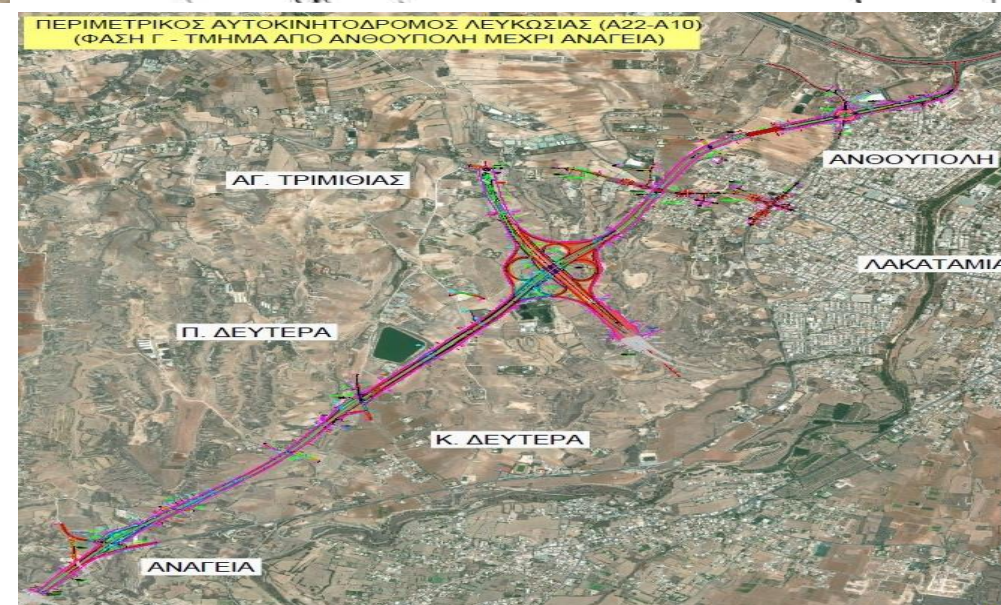 ΠΕΡΙΜΕΤΡΙΚΟΣ ΑΥΤΟΚΙΝΗΤΟΔΡΟΜΟΣ ΛΕΥΚΩΣΙΑΣ (Α22-Α10)
(ΦΑΣΗ Γ - ΤΜΗΜΑ ΑΠΟ ΑΝΘΟΥΠΟΛΗ ΜΕΧΡΙ ΑΝΑΓΕΙΑ)
ΑΝΘΟΥΠΟΛΗ
ΑΓ. ΤΡΙΜΙΘΙΑΣ
ΛΑΚΑΤΑΜΙΑ
Π. ΔΕΥΤΕΡΑ
Κ. ΔΕΥΤΕΡΑ
ΑΝΑΓΕΙΑ